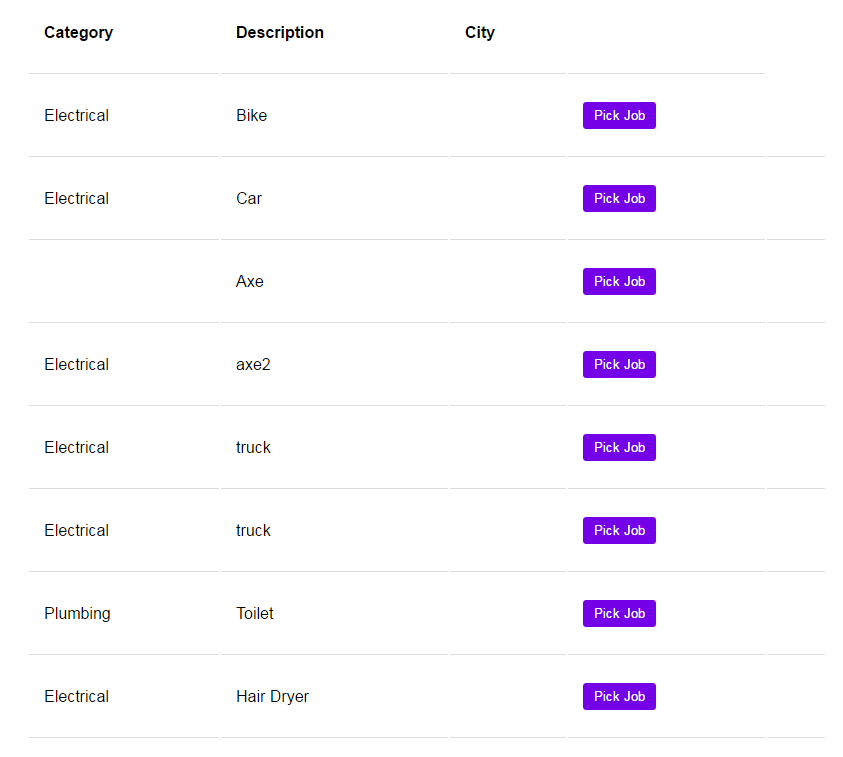 Category Description City
Electrical Bike Pick Job
Electrical Car Pick Job
Axe Pick Job
Electrical axe2 Pick Job
Electrical truck Pick Job
Electrical truck Pick Job
Plumbing Toilet Pick Job
Electrical Hair Dryer Pick Job